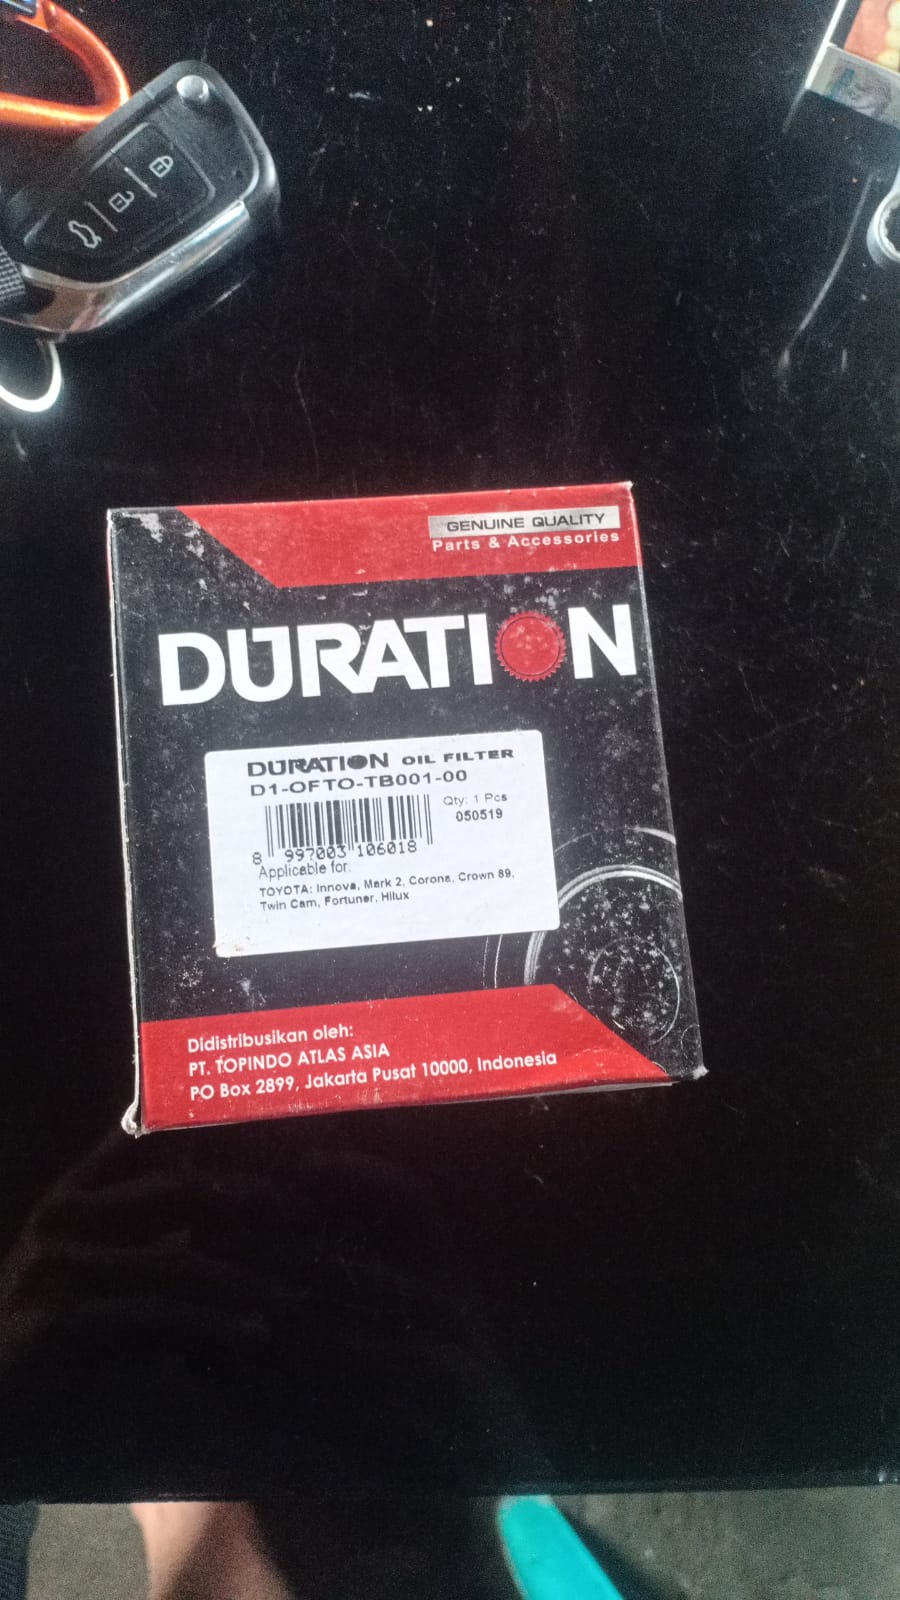 GENUINE QUALITY
Parts & Accessories
DURATION
DURATION OIL FILTER
D1-OFTO-TB001-00
Qty: 1 Pcs
050519
8 997003 106018
Applicable for:
TOYOTA: Innova, Mark 2, Corona, Crown 89,
Twin Cam, Fortuner, Hilux
Didistribusikan oleh:
PT. TOPINDO ATLAS ASIA
PO Box 2899, Jakarta Pusat 10000, Indonesia